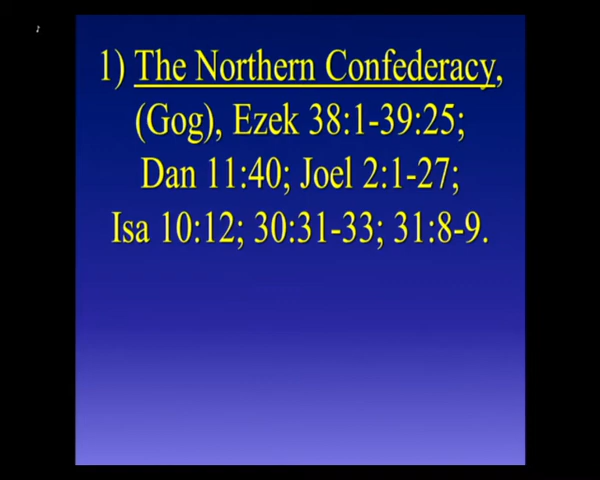 1) The Northern Confederacy,
(Gog), Ezek 38:1-39:25;
Dan 11:40; Joel 2:1-27;
Isa 10:12; 30:31-33; 31:8-9.